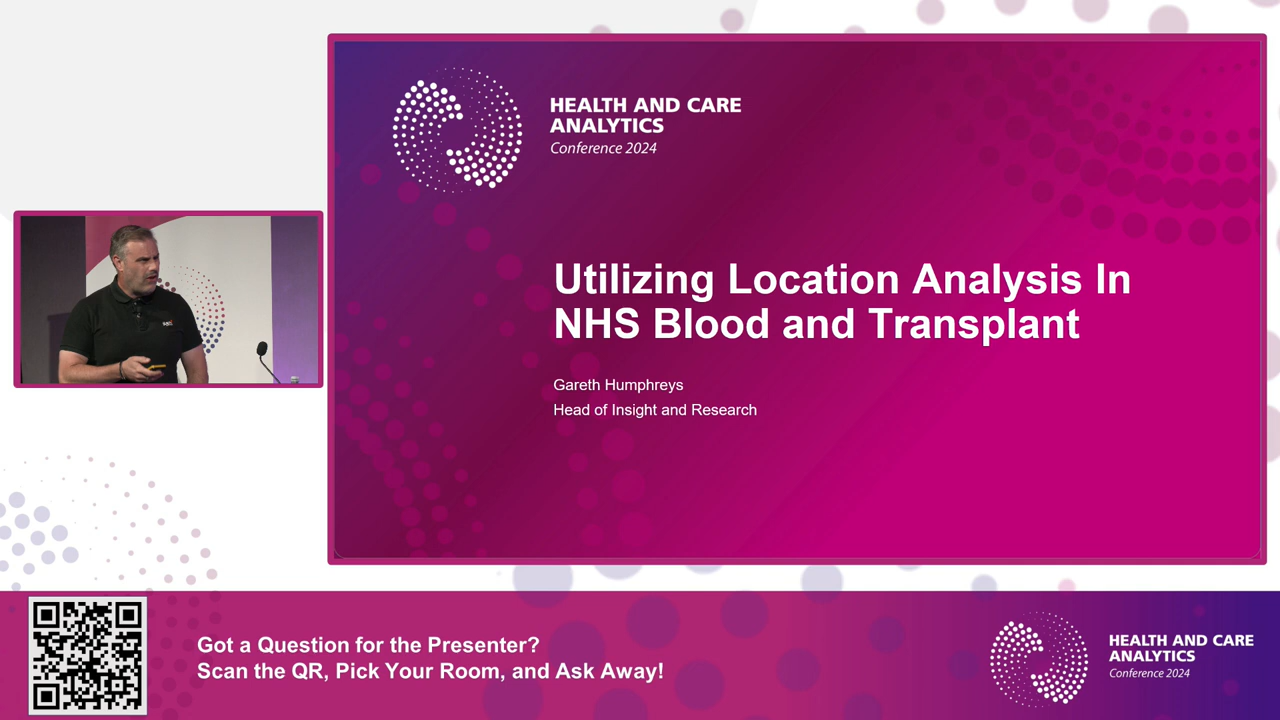 HEALTH AND CARE
ANALYTICS
Conference 2024
Utilizing Location Analysis In
NHS Blood and Transplant
Gareth Humphreys
Head of Insight and Research
Got a Question for the Presenter?
Scan the QR, Pick Your Room, and Ask Away!
HEALTH AND CARE
ANALYTICS
Conference 2024